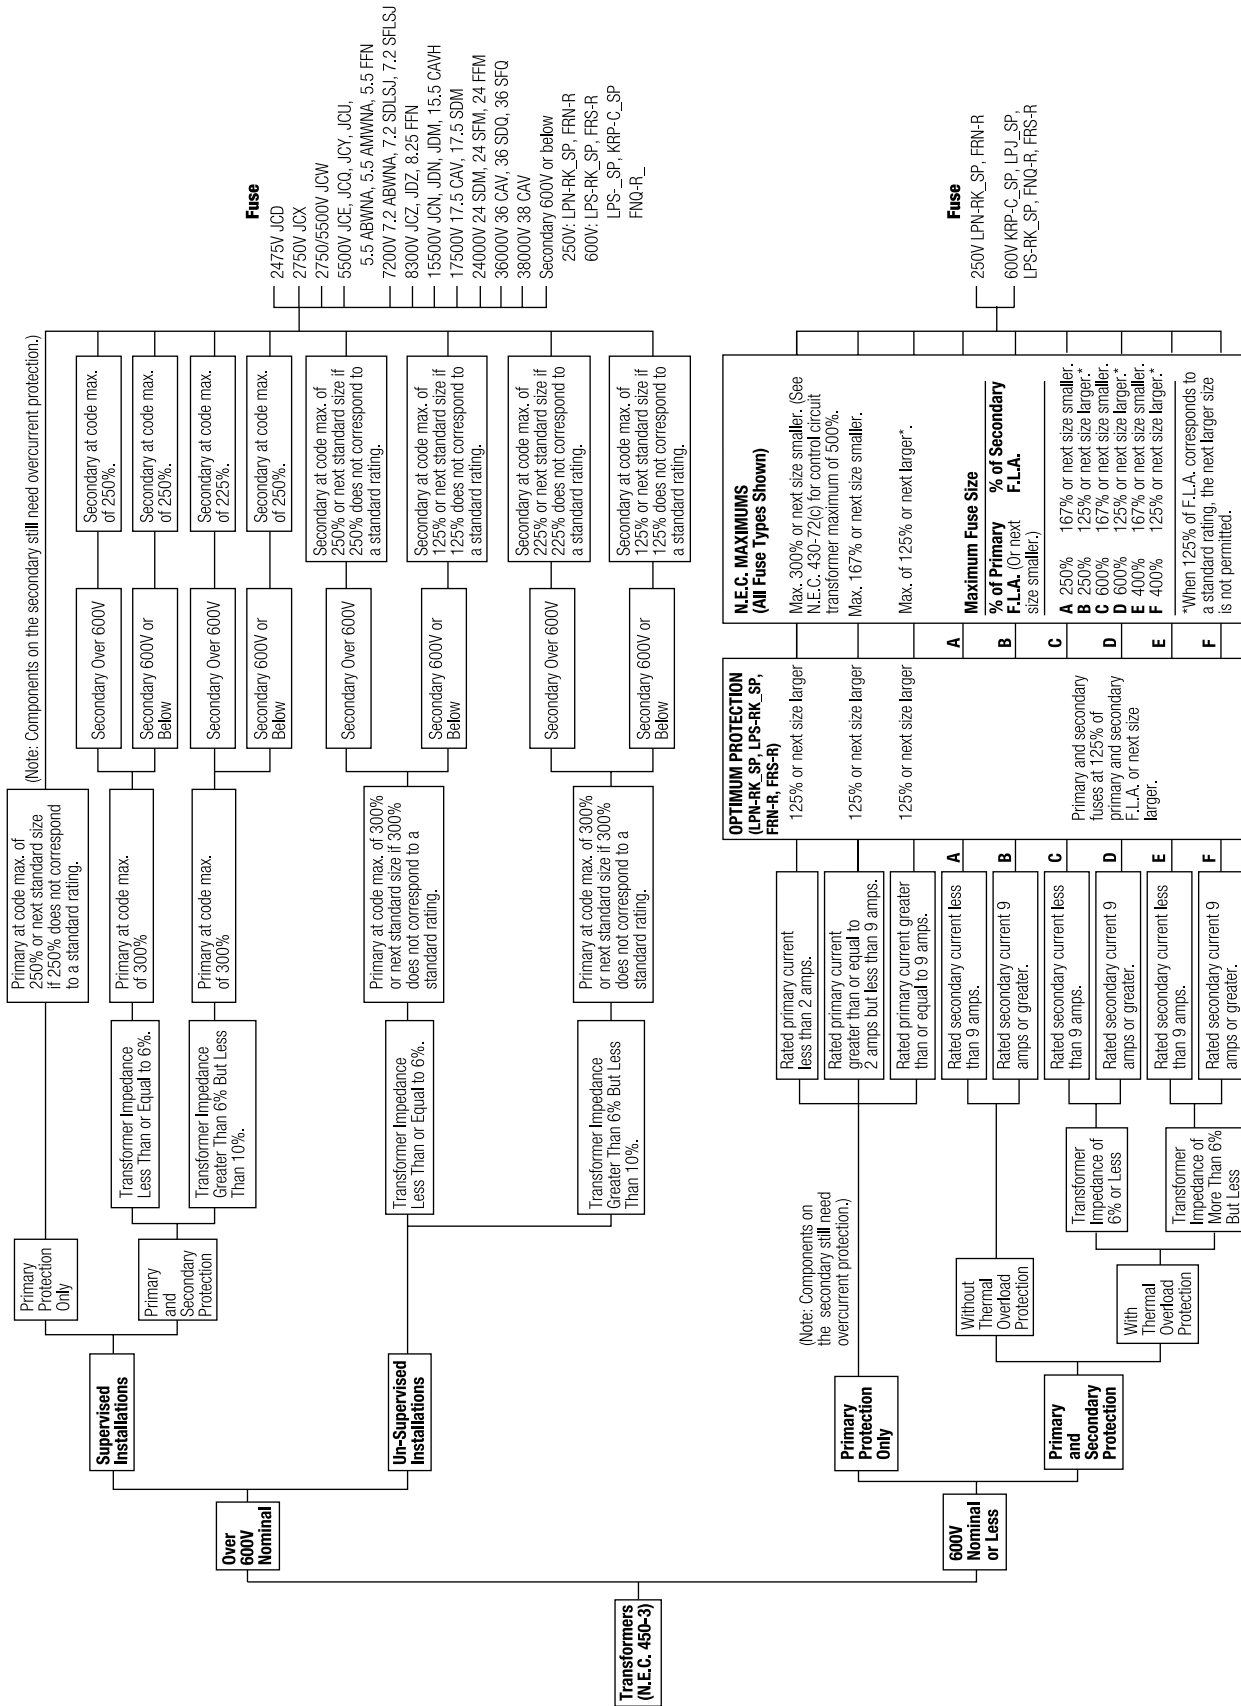 Transformers
(N.E.C. 450-3)
Over
600V
Nominal
Supervised
Installations
Primary
Protection
Only
Primary at code max. of
250% or next standard size
if 250% does not correspond
to a standard rating.
(Note: Components on the secondary still need overcurrent protection.)
Primary
and
Secondary
Protection
Transformer Impedance
Less Than or Equal to 6%.
Primary at code max.
of 300%
Secondary Over 600V
Secondary at code max.
of 250%.
Secondary 600V or
Below
Secondary at code max.
of 250%.
Transformer Impedance
Greater Than 6% But Less
Than 10%.
Primary at code max.
of 300%
Secondary Over 600V
Secondary at code max.
of 225%.
Secondary 600V or
Below
Secondary at code max.
of 250%.
Un-Supervised
Installations
Transformer Impedance
Less Than or Equal to 6%.
Primary at code max. of 300%
or next standard size if 300%
does not correspond to a
standard rating.
Secondary Over 600V
Secondary at code max. of
250% or next standard size if
250% does not correspond to
a standard rating.
Secondary 600V or
Below
Secondary at code max. of
125% or next standard size if
125% does not correspond to
a standard rating.
Transformer Impedance
Greater Than 6% But Less
Than 10%.
Primary at code max. of 300%
or next standard size if 300%
does not correspond to a
standard rating.
Secondary Over 600V
Secondary at code max. of
225% or next standard size if
225% does not correspond to
a standard rating.
Secondary 600V or
Below
Secondary at code max. of
125% or next standard size if
125% does not correspond to
a standard rating.
Fuse
2475V JCD
2750V JCX
2750/5500V JCW
5500V JCE, JCQ, JCY, JCU,
5.5 ABWNA, 5.5 AMWNA, 5.5 FFN
7200V 7.2 ABWNA, 7.2 SDLSJ, 7.2 SFLSJ
8300V JCZ, JDZ, 8.25 FFN
15500V JCN, JDN, JDM, 15.5 CAVH
17500V 17.5 CAV, 17.5 SDM
24000V 24 SDM, 24 SFM, 24 FFM
36000V 36 CAV, 36 SDQ, 36 SFQ
38000V 38 CAV
Secondary 600V or below
250V: LPN-RK_SP, FRN-R
600V: LPS-RK_SP, FRS-R
LPS-_SP, KRP-C_SP
FNQ-R_
600V
Nominal
or Less
Primary
Protection
Only
(Note: Components on
the secondary still need
overcurrent protection.)
Rated primary current
less than 2 amps.
Rated primary current
greater than or equal to
2 amps but less than 9 amps.
Rated primary current greater
than or equal to 9 amps.
Primary
and
Secondary
Protection
Without
Thermal
Overload
Protection
Rated secondary current less
than 9 amps.
A
Rated secondary current 9
amps or greater.
B
With
Thermal
Overload
Protection
Transformer
Impedance of
6% or Less
Rated secondary current less
than 9 amps.
C
Rated secondary current 9
amps or greater.
D
Transformer
Impedance of
More Than 6%
But Less
Rated secondary current less
than 9 amps.
E
Rated secondary current 9
amps or greater.
F
OPTIMUM PROTECTION
(LPN-RK_SP, LPS-RK_SP,
FRN-R, FRS-R)
125% or next size larger
125% or next size larger
125% or next size larger
Primary and secondary
fuses at 125% of
primary and secondary
F.L.A. or next size
larger.
A
B
C
D
E
F
N.E.C. MAXIMUMS
(All Fuse Types Shown)
Max. 300% or next size smaller. (See
N.E.C. 430-72(c) for control circuit
transformer maximum of 500%.
Max. 167% or next size smaller.
Max. of 125% or next larger*.
Maximum Fuse Size
% of Primary % of Secondary
F.L.A. (Or next F.L.A.
size smaller.)
A 250% 167% or next size smaller.
B 250% 125% or next size larger.*
C 600% 167% or next size smaller.
D 600% 125% or next size larger.*
E 400% 167% or next size smaller.
F 400% 125% or next size larger.*
*When 125% of F.L.A. corresponds to
a standard rating, the next larger size
is not permitted.
Fuse
250V LPN-RK_SP, FRN-R
600V KRP-C_SP, LPJ_SP,
LPS-RK_SP, FNQ-R, FRS-R